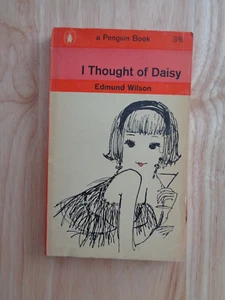 a Penguin Book 3/6
I Thought of Daisy
Edmund Wilson